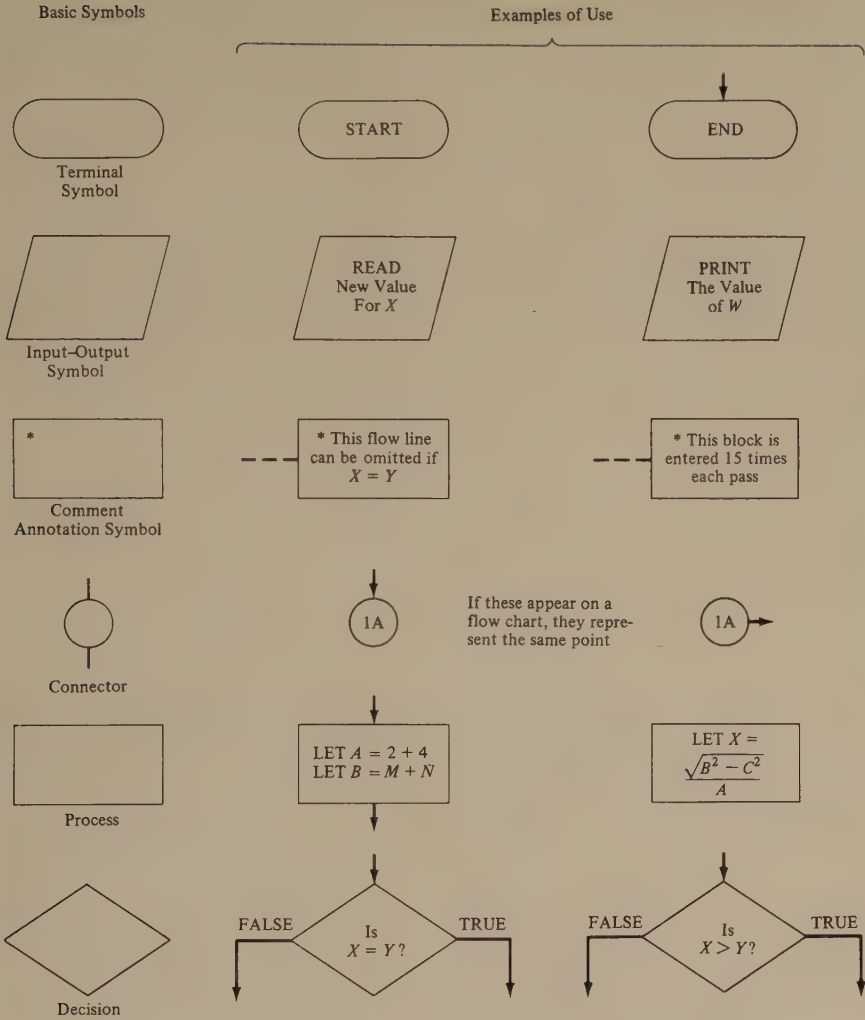 Basic Symbols
Examples of Use
START
END
Terminal
Symbol
READ
New Value
For X
PRINT
The Value
of W
Input–Output
Symbol
*
* This flow line
can be omitted if
X = Y
* This block is
entered 15 times
each pass
Comment
Annotation Symbol
1A
If these appear on a
flow chart, they repre-
sent the same point
1A
Connector
LET A = 2 + 4
LET B = M + N
LET X =
√B² − C²
A
Process
FALSE
Is
X = Y?
TRUE
FALSE
Is
X > Y?
TRUE
Decision